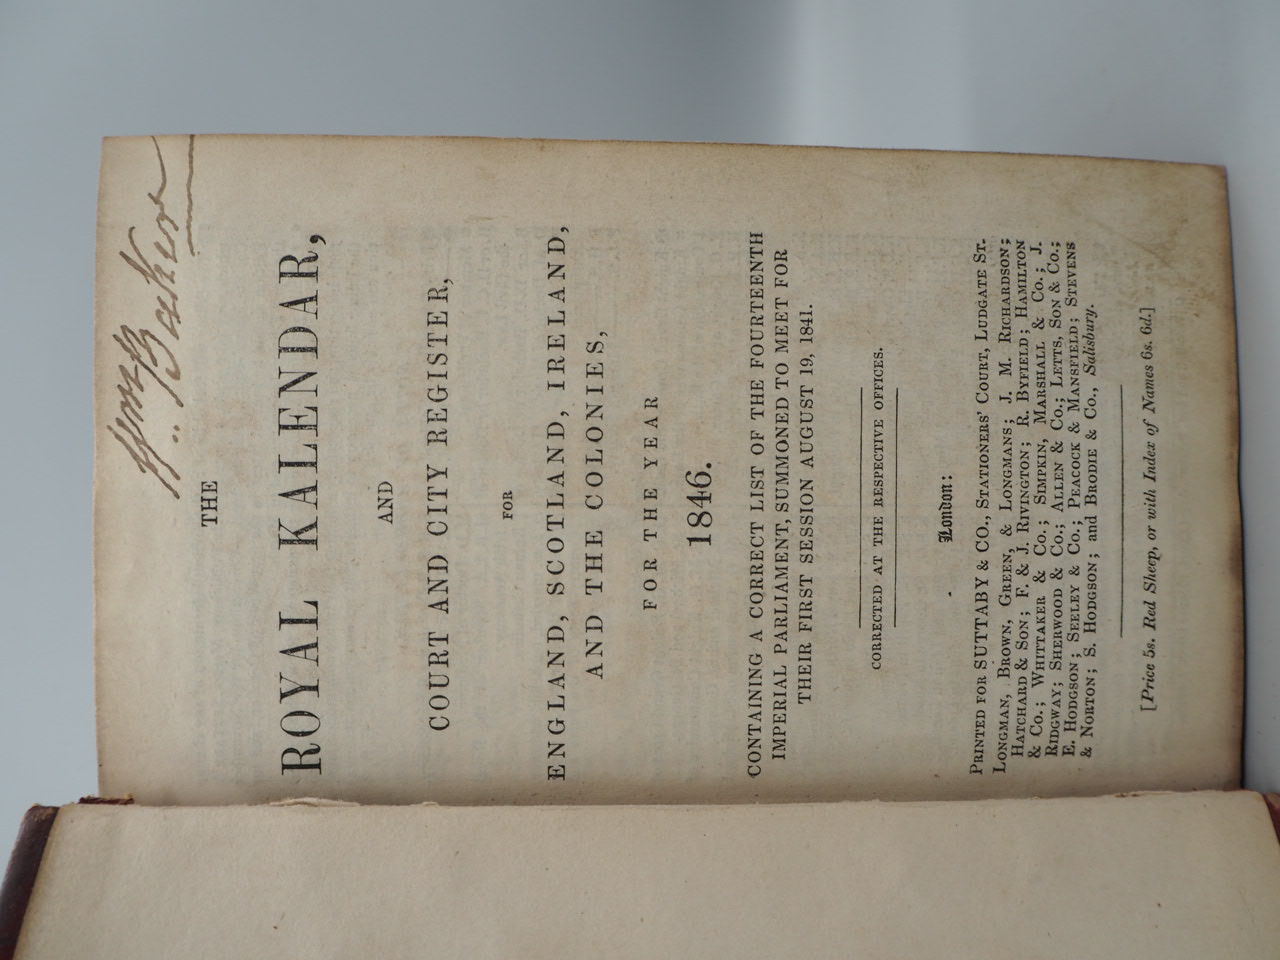 Baker
THE
ROYAL KALENDAR,
AND
COURT AND CITY REGISTER,
FOR
ENGLAND, SCOTLAND, IRELAND,
AND THE COLONIES,
FOR THE YEAR
1846.
CONTAINING A CORRECT LIST OF THE FOURTEENTH
IMPERIAL PARLIAMENT, SUMMONED TO MEET FOR
THEIR FIRST SESSION AUGUST 19, 1841.
CORRECTED AT THE RESPECTIVE OFFICES.
London:
PRINTED FOR SUTTABY & CO., STATIONERS' COURT, LUDGATE ST.
LONGMAN, BROWN, GREEN, & LONGMANS; J. M. RICHARDSON;
HATCHARD & SON; F. & J. RIVINGTON; R. BYFIELD; HAMILTON
& CO.; WHITTAKER & CO.; SIMPKIN, MARSHALL & CO.; J.
RIDGWAY; SHERWOOD & CO.; ALLEN & CO.; LETTS, SON & CO.;
E. HODGSON; SEELEY & CO.; PEACOCK & MANSFIELD; STEVENS
& NORTON; S. HODGSON; and BRODIE & CO., Salisbury.
[Price 5s. Red Sheep, or with Index of Names 6s. 6d.]